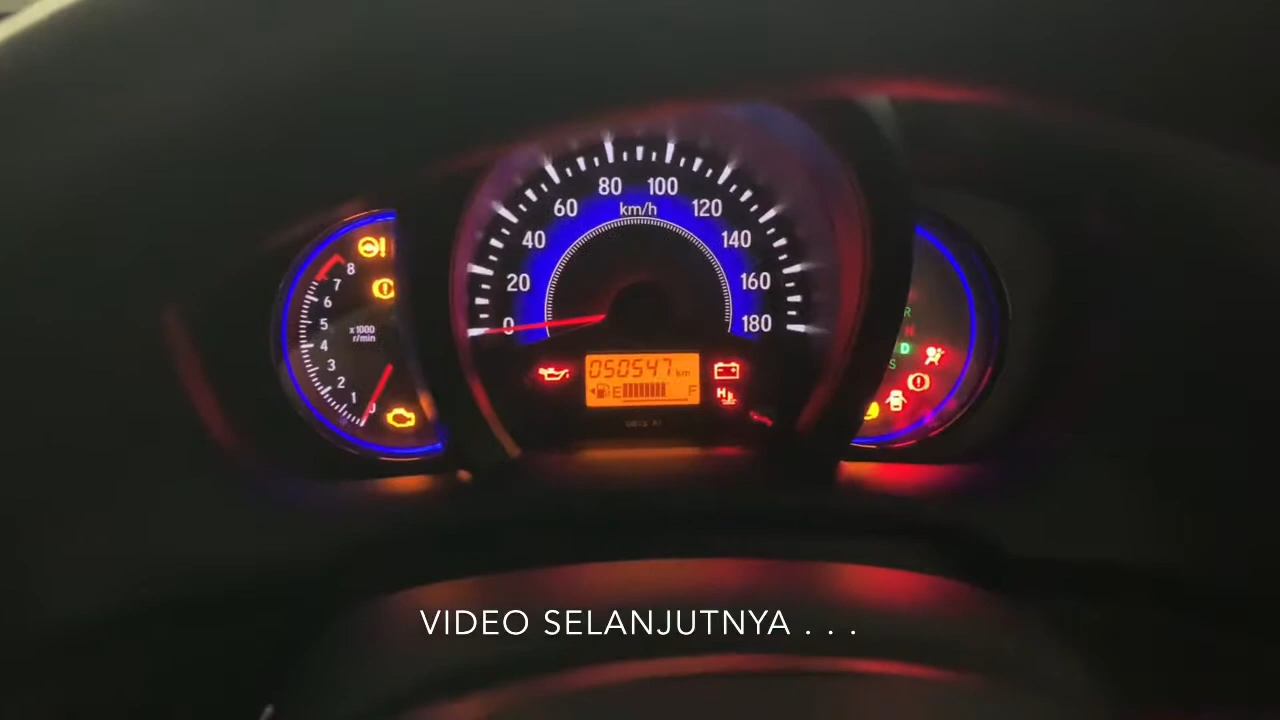 80 100
60 km/h 120
40 140
20 160
0 180
8
7
6
5
4
3
2
1
0
x1000
r/min
050547 km
E F
H
R
N
D
S
VIDEO SELANJUTNYA . . .